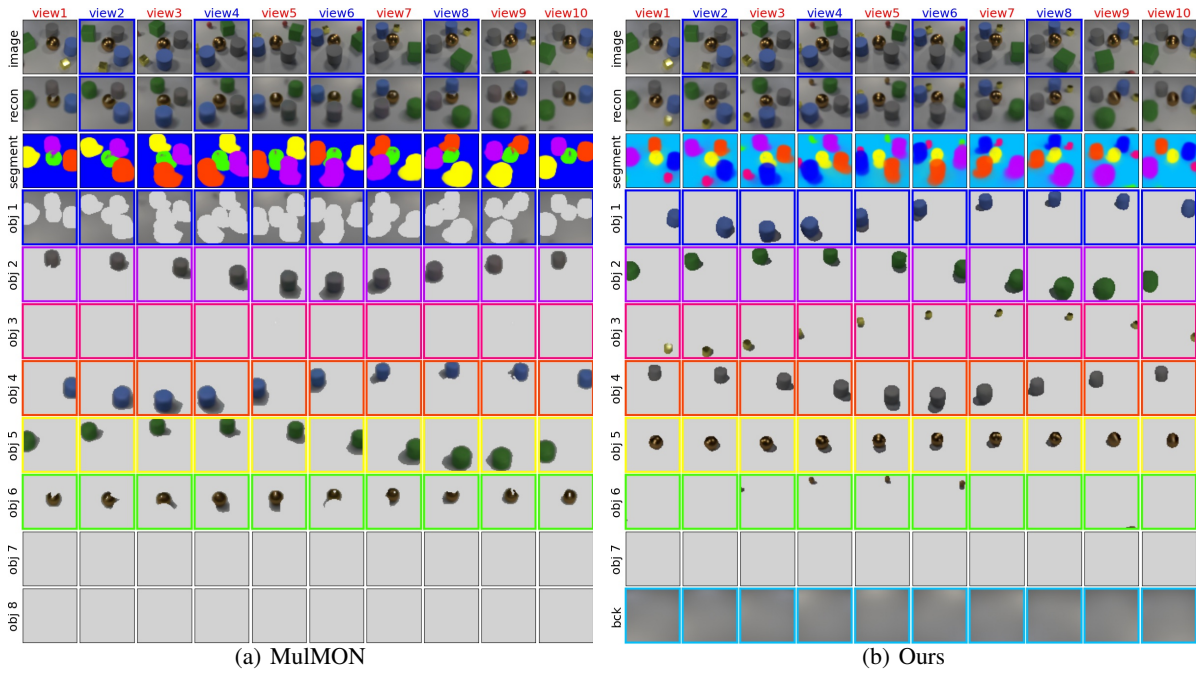 view1 view2 view3 view4 view5 view6 view7 view8 view9 view10
image
recon
segment
obj 1
obj 2
obj 3
obj 4
obj 5
obj 6
obj 7
obj 8
(a) MulMON
view1 view2 view3 view4 view5 view6 view7 view8 view9 view10
image
recon
segment
obj 1
obj 2
obj 3
obj 4
obj 5
obj 6
obj 7
bck
(b) Ours